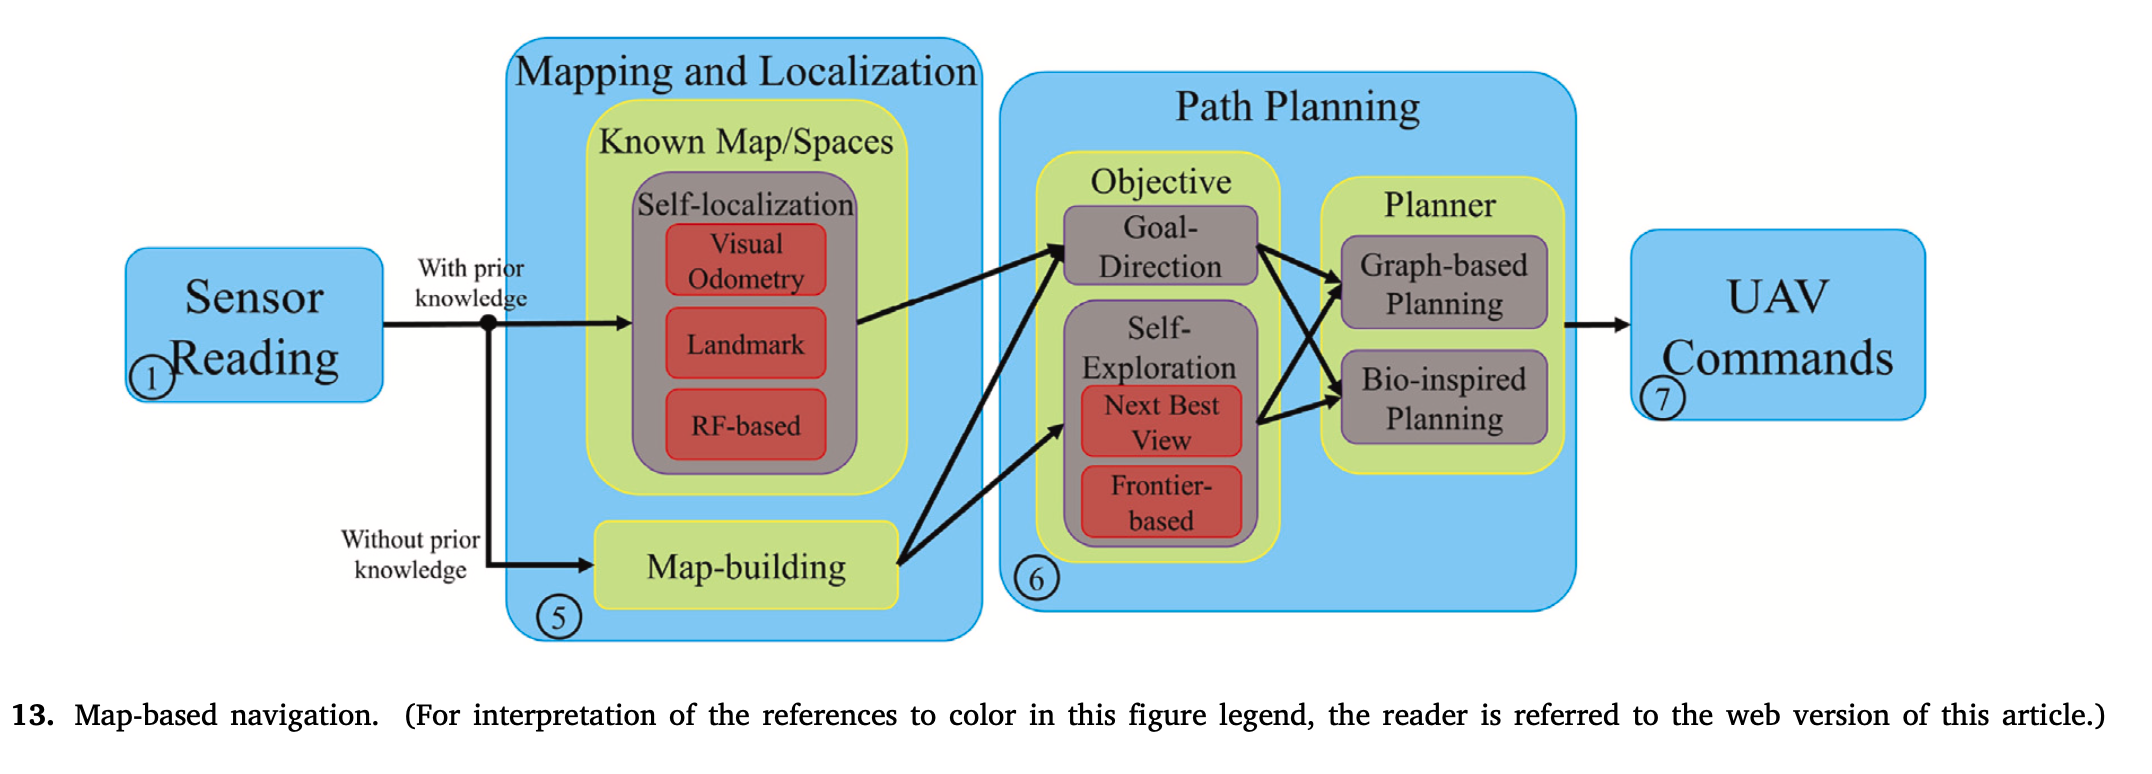 Mapping and Localization
Known Map/Spaces
Self-localization
Visual
Odometry
Landmark
RF-based
Map-building
5
Sensor
Reading
1
With prior
knowledge
Without prior
knowledge
Path Planning
Objective
Goal-
Direction
Self-
Exploration
Next Best
View
Frontier-
based
6
Planner
Graph-based
Planning
Bio-inspired
Planning
UAV
Commands
7
13. Map-based navigation. (For interpretation of the references to color in this figure legend, the reader is referred to the web version of this article.)